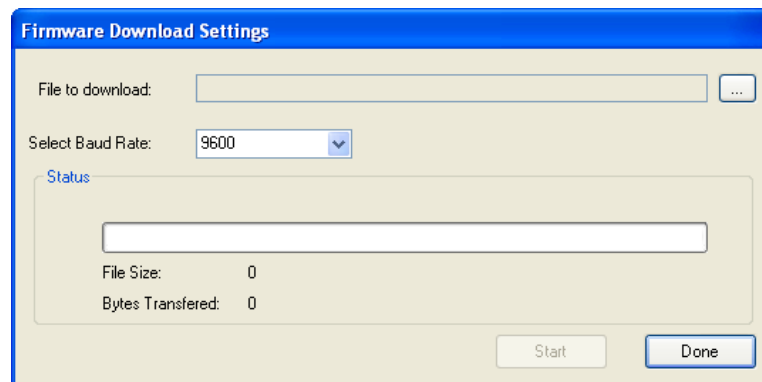 Firmware Download Settings
File to download:
...
Select Baud Rate: 9600
Status
File Size: 0
Bytes Transfered: 0
Start Done